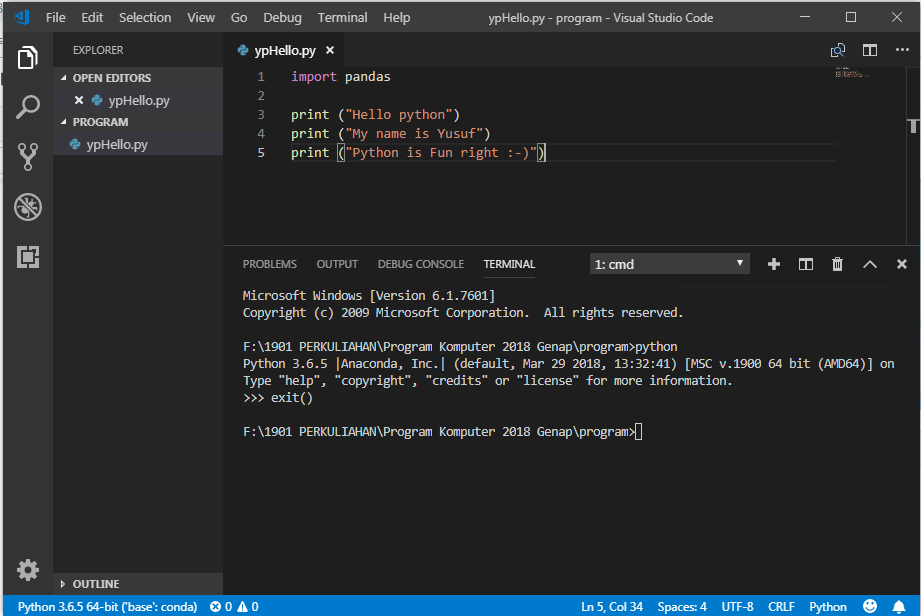 File Edit Selection View Go Debug Terminal Help ypHello.py - program - Visual Studio Code
EXPLORER
OPEN EDITORS
ypHello.py
PROGRAM
ypHello.py
OUTLINE
ypHello.py
1 import pandas
2
3 print ("Hello python")
4 print ("My name is Yusuf")
5 print ("Python is Fun right :-)")
PROBLEMS OUTPUT DEBUG CONSOLE TERMINAL 1: cmd
Microsoft Windows [Version 6.1.7601]
Copyright (c) 2009 Microsoft Corporation.  All rights reserved.
F:\1901 PERKULIAHAN\Program Komputer 2018 Genap\program>python
Python 3.6.5 |Anaconda, Inc.| (default, Mar 29 2018, 13:32:41) [MSC v.1900 64 bit (AMD64)] on
Type "help", "copyright", "credits" or "license" for more information.
>>> exit()
F:\1901 PERKULIAHAN\Program Komputer 2018 Genap\program>
Python 3.6.5 64-bit ('base': conda) 0 0 Ln 5, Col 34 Spaces: 4 UTF-8 CRLF Python